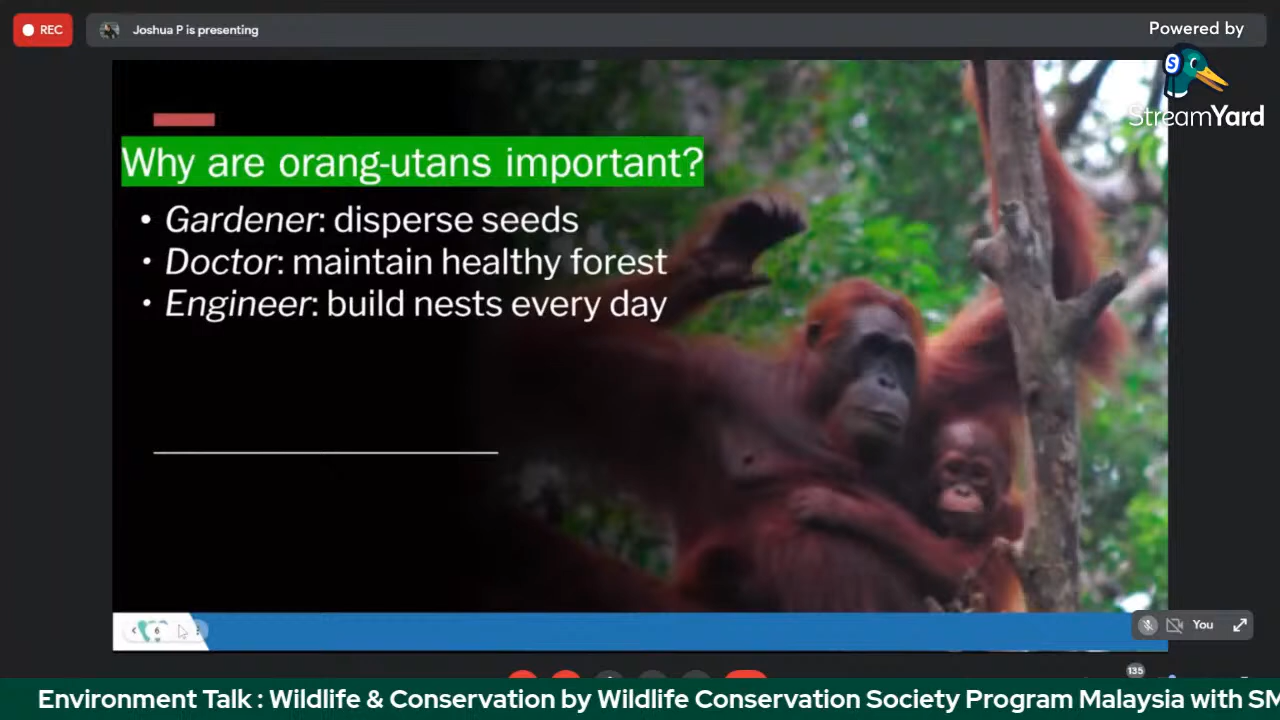 REC
Joshua P is presenting
Powered by
StreamYard
Why are orang-utans important?
• Gardener: disperse seeds
• Doctor: maintain healthy forest
• Engineer: build nests every day
6
You
135
Environment Talk : Wildlife & Conservation by Wildlife Conservation Society Program Malaysia with SM